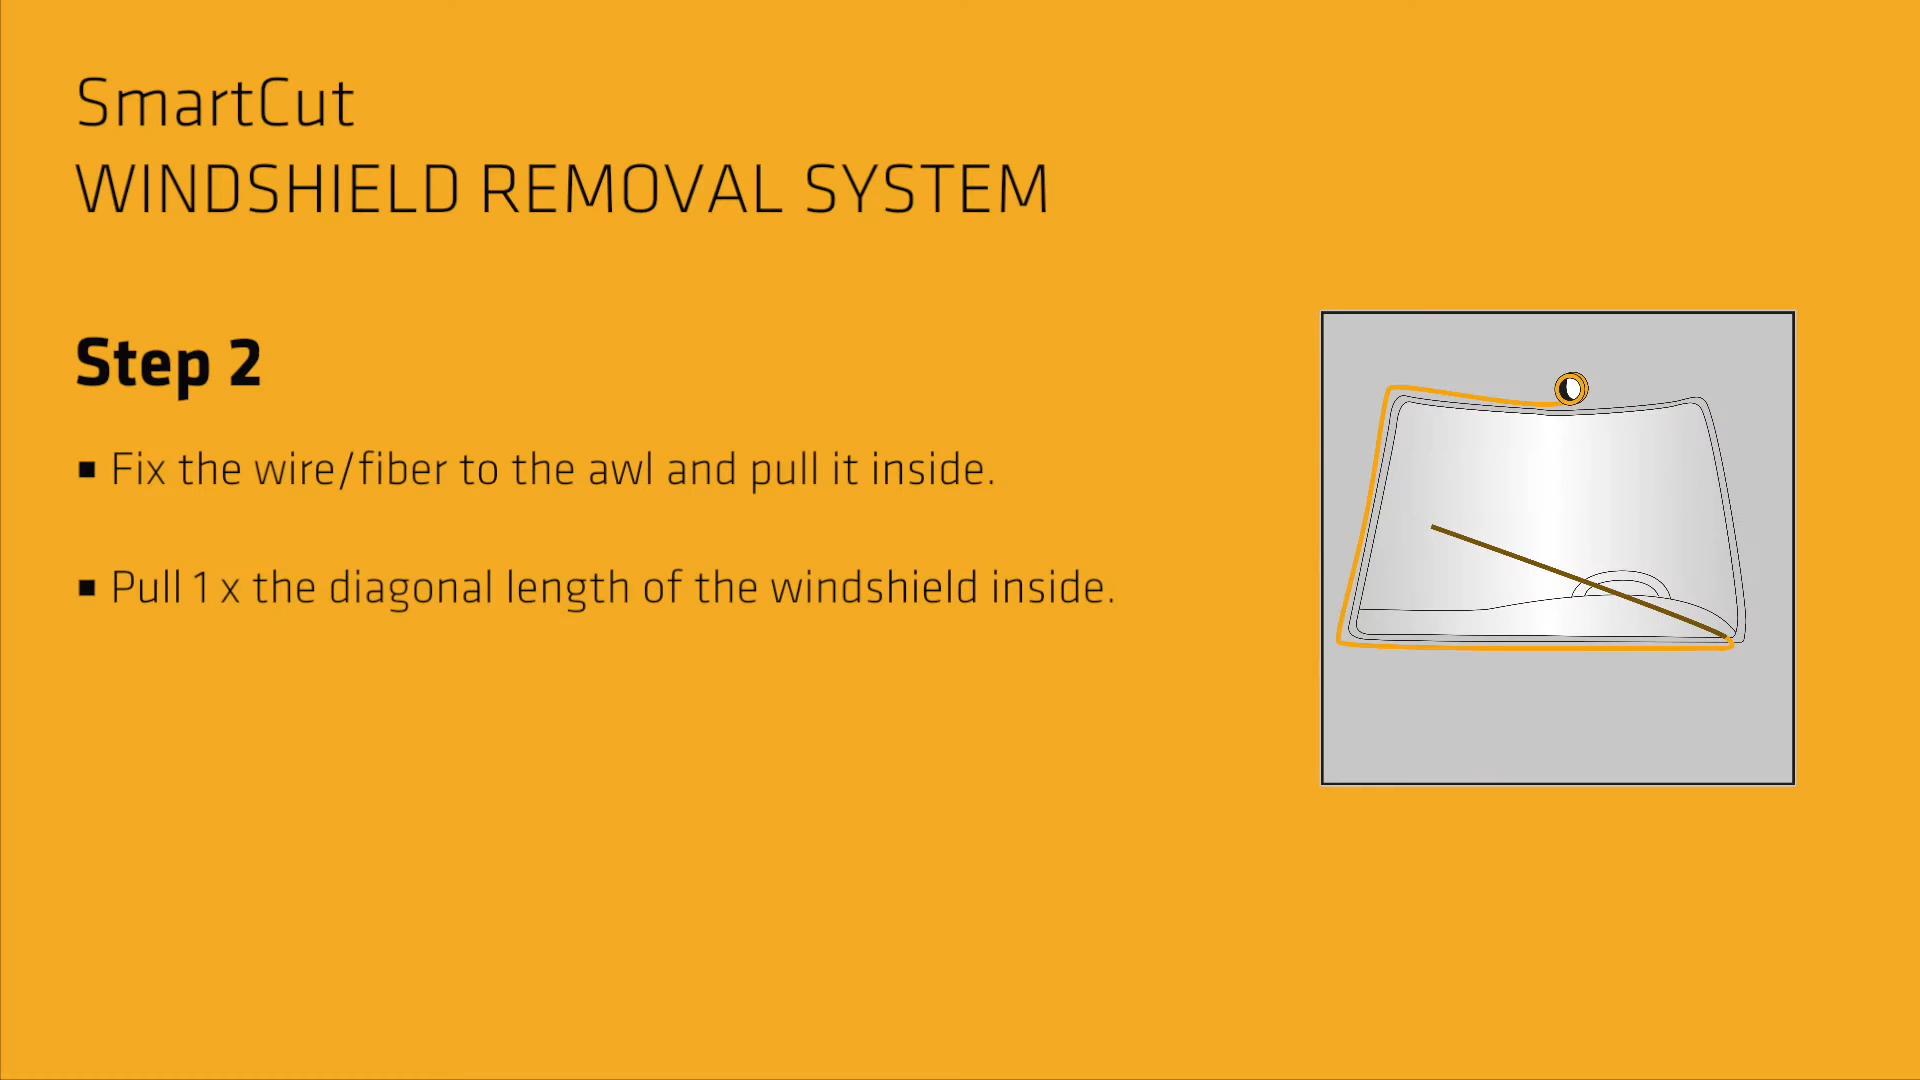 SmartCut
WINDSHIELD REMOVAL SYSTEM
Step 2
▪ Fix the wire/fiber to the awl and pull it inside.
▪ Pull 1 x the diagonal length of the windshield inside.